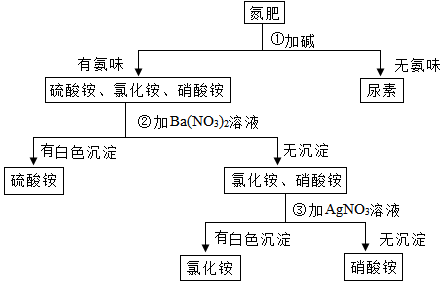 氮肥
①加碱
有氨味
无氨味
硫酸铵、氯化铵、硝酸铵
尿素
②加Ba(NO₃)₂溶液
有白色沉淀
无沉淀
硫酸铵
氯化铵、硝酸铵
③加AgNO₃溶液
有白色沉淀
无沉淀
氯化铵
硝酸铵